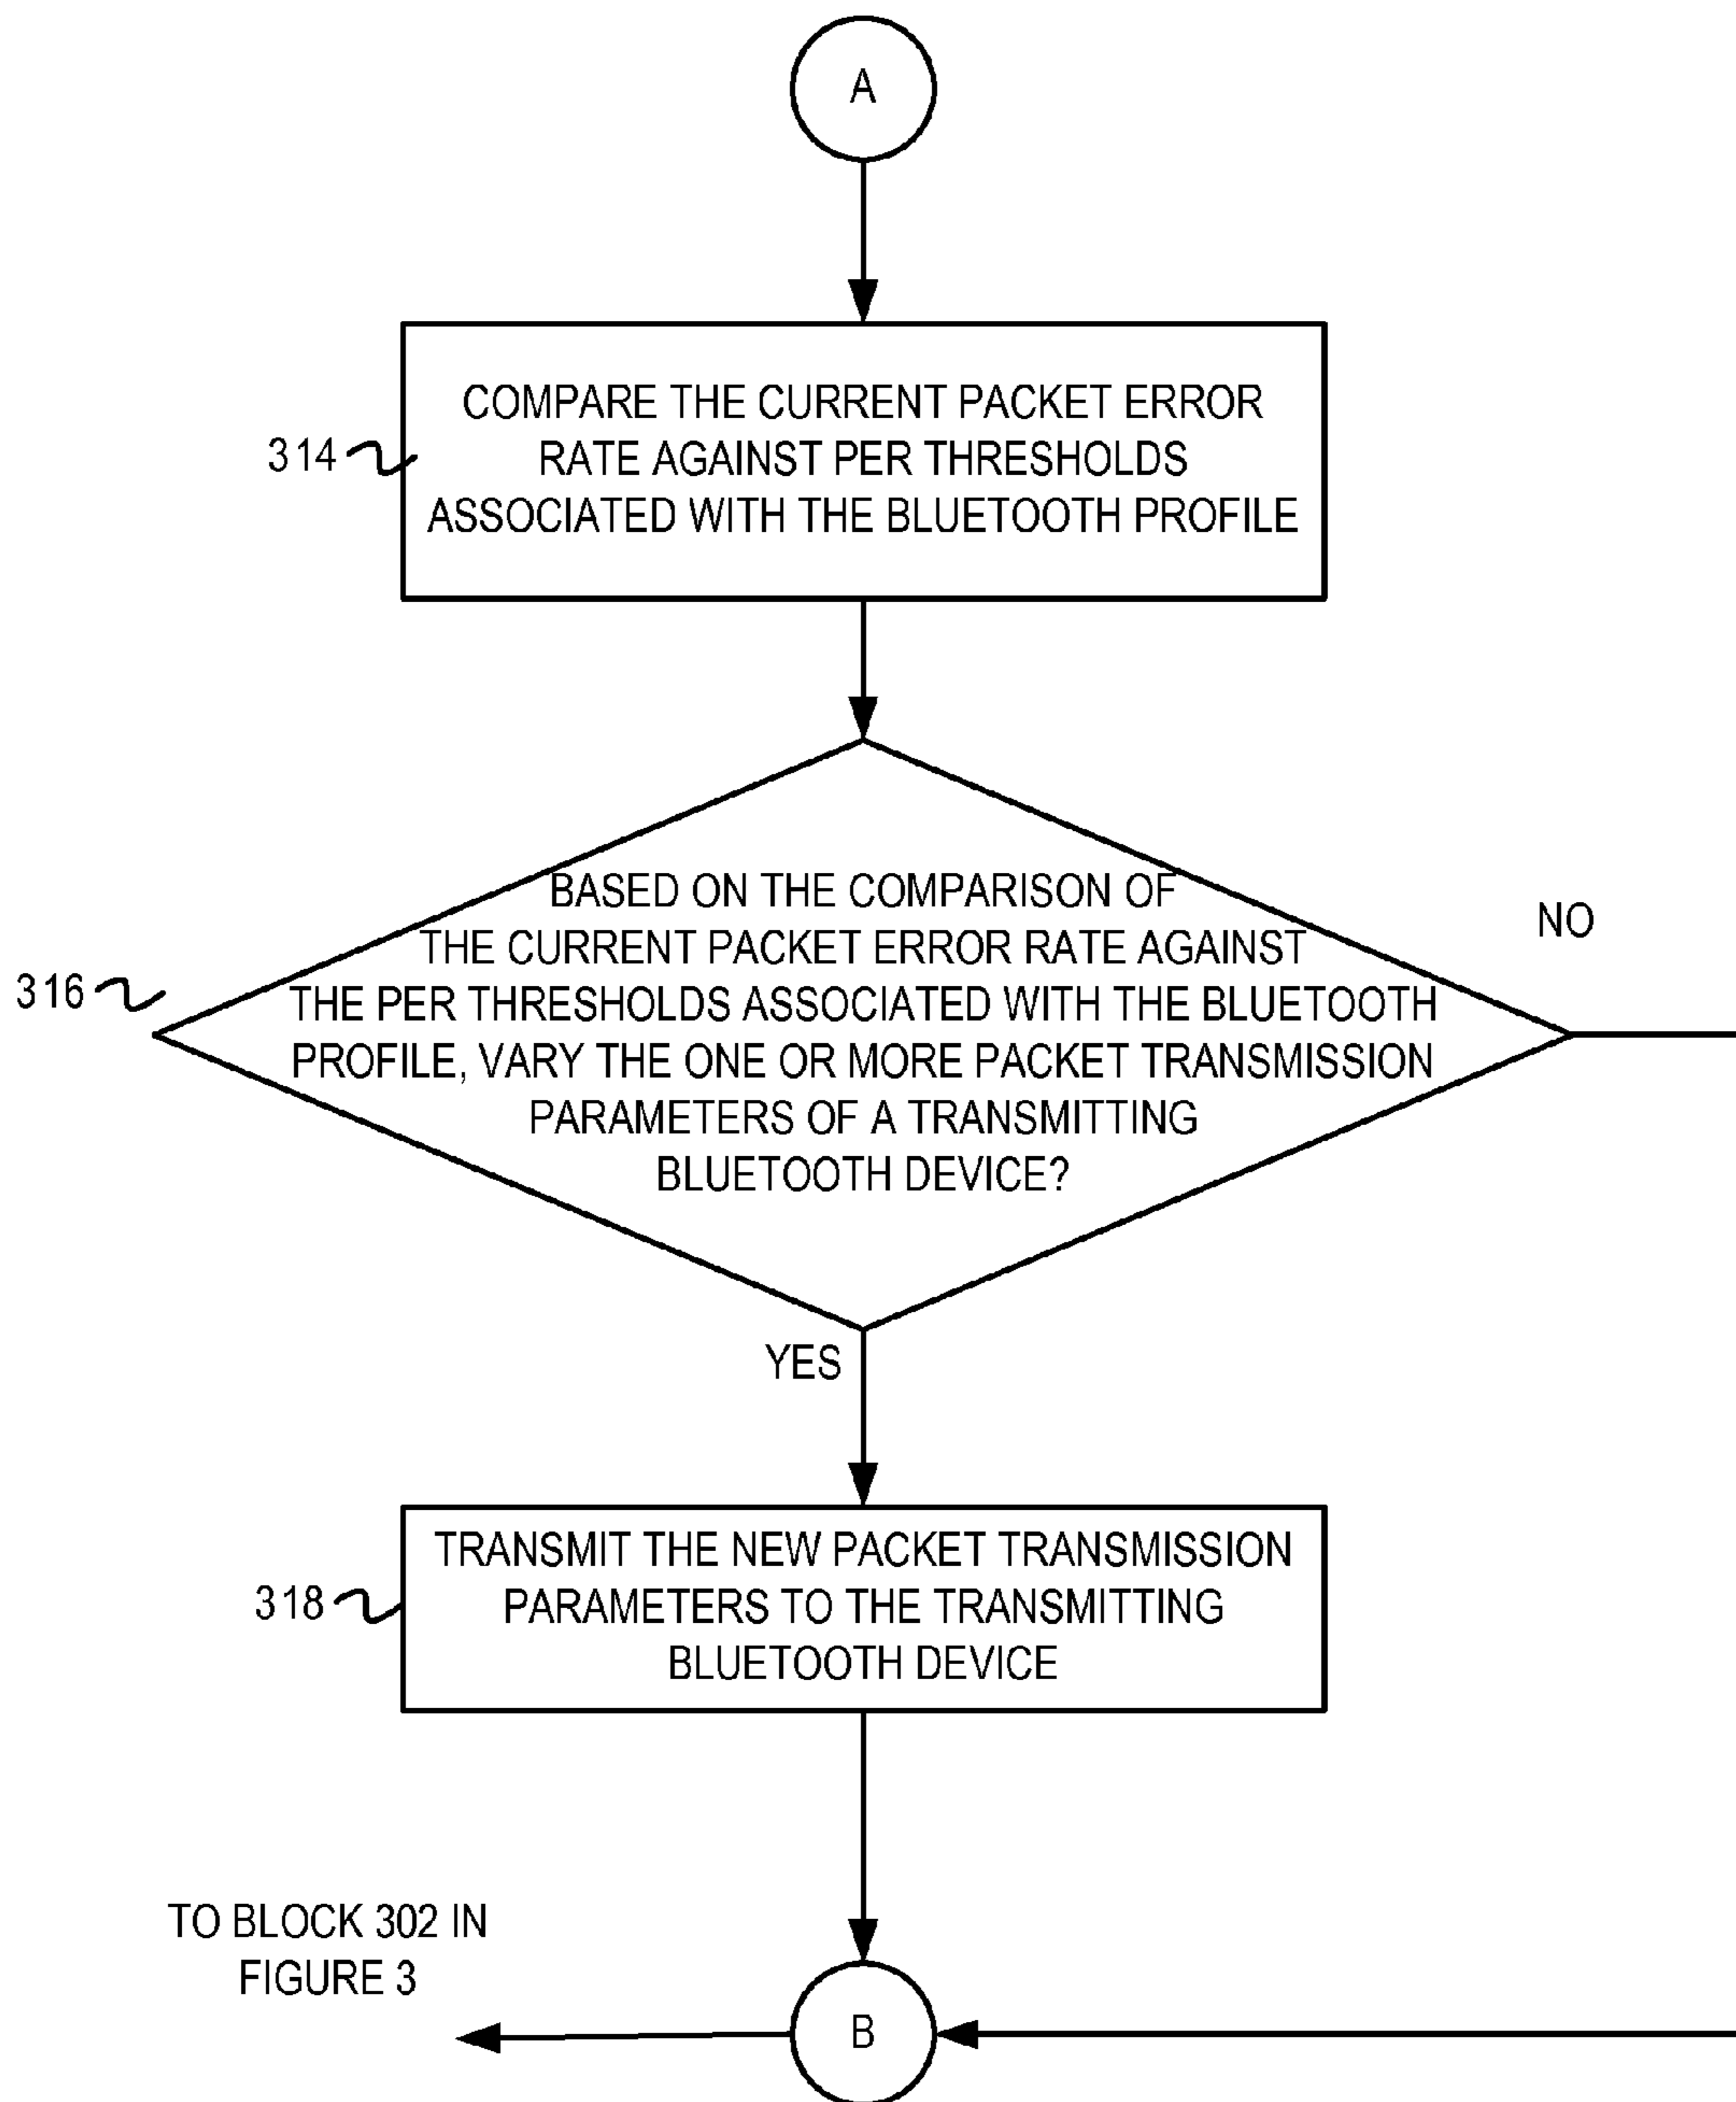 A
COMPARE THE CURRENT PACKET ERROR
RATE AGAINST PER THRESHOLDS
ASSOCIATED WITH THE BLUETOOTH PROFILE
314
BASED ON THE COMPARISON OF
THE CURRENT PACKET ERROR RATE AGAINST
THE PER THRESHOLDS ASSOCIATED WITH THE BLUETOOTH
PROFILE, VARY THE ONE OR MORE PACKET TRANSMISSION
PARAMETERS OF A TRANSMITTING
BLUETOOTH DEVICE?
316
NO
YES
TRANSMIT THE NEW PACKET TRANSMISSION
PARAMETERS TO THE TRANSMITTING
BLUETOOTH DEVICE
318
TO BLOCK 302 IN
FIGURE 3
B